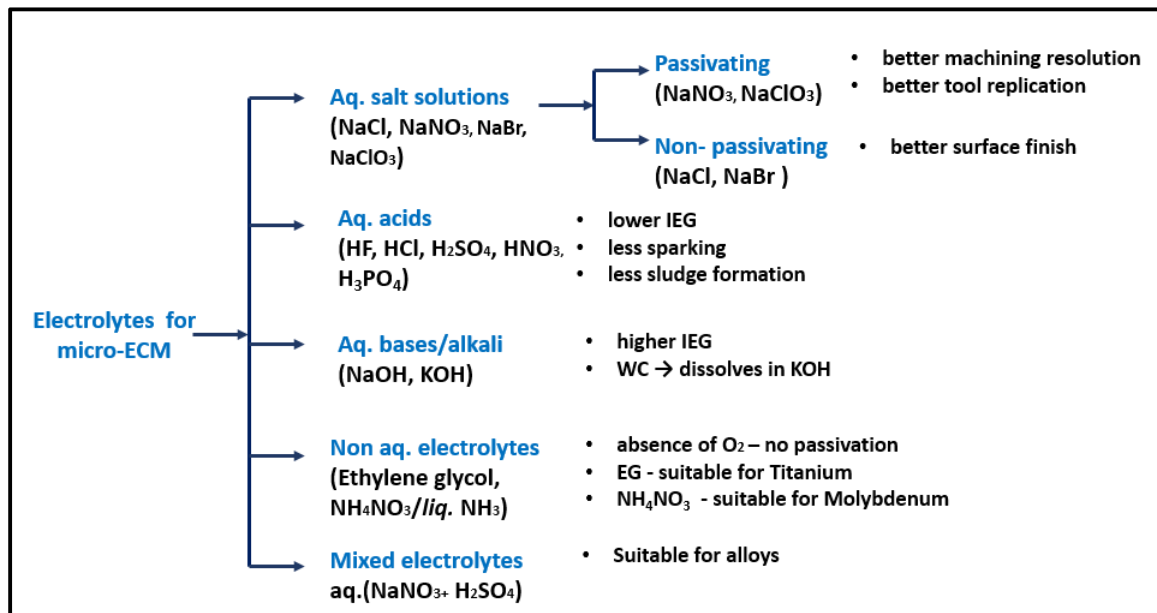 Electrolytes for
micro-ECM
Aq. salt solutions
(NaCl, NaNO₃, NaBr,
NaClO₃)
Passivating
(NaNO₃, NaClO₃)
• better machining resolution
• better tool replication
Non- passivating
(NaCl, NaBr )
• better surface finish
Aq. acids
(HF, HCl, H₂SO₄, HNO₃,
H₃PO₄)
• lower IEG
• less sparking
• less sludge formation
Aq. bases/alkali
(NaOH, KOH)
• higher IEG
• WC → dissolves in KOH
Non aq. electrolytes
(Ethylene glycol,
NH₄NO₃/liq. NH₃)
• absence of O₂ – no passivation
• EG - suitable for Titanium
• NH₄NO₃ - suitable for Molybdenum
Mixed electrolytes
aq.(NaNO₃₊ H₂SO₄)
• Suitable for alloys